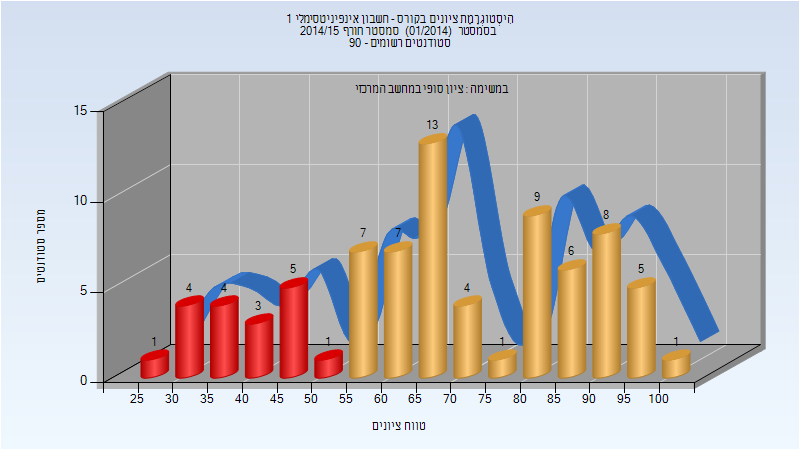 היסטוגרמת ציונים בקורס - חשבון אינפיניטסימלי 1
בסמסטר (01/2014) סמסטר חורף 2014/15
סטודנטים רשומים - 90
במשימה : ציון סופי במחשב המרכזי
מספר סטודנטים
15
10
5
0
1
4
4
3
5
1
7
7
13
4
1
9
6
8
5
1
25 30 35 40 45 50 55 60 65 70 75 80 85 90 95 100
טווח ציונים